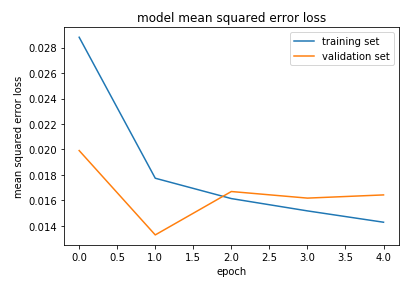 model mean squared error loss
training set
validation set
mean squared error loss
0.028
0.026
0.024
0.022
0.020
0.018
0.016
0.014
0.0 0.5 1.0 1.5 2.0 2.5 3.0 3.5 4.0
epoch